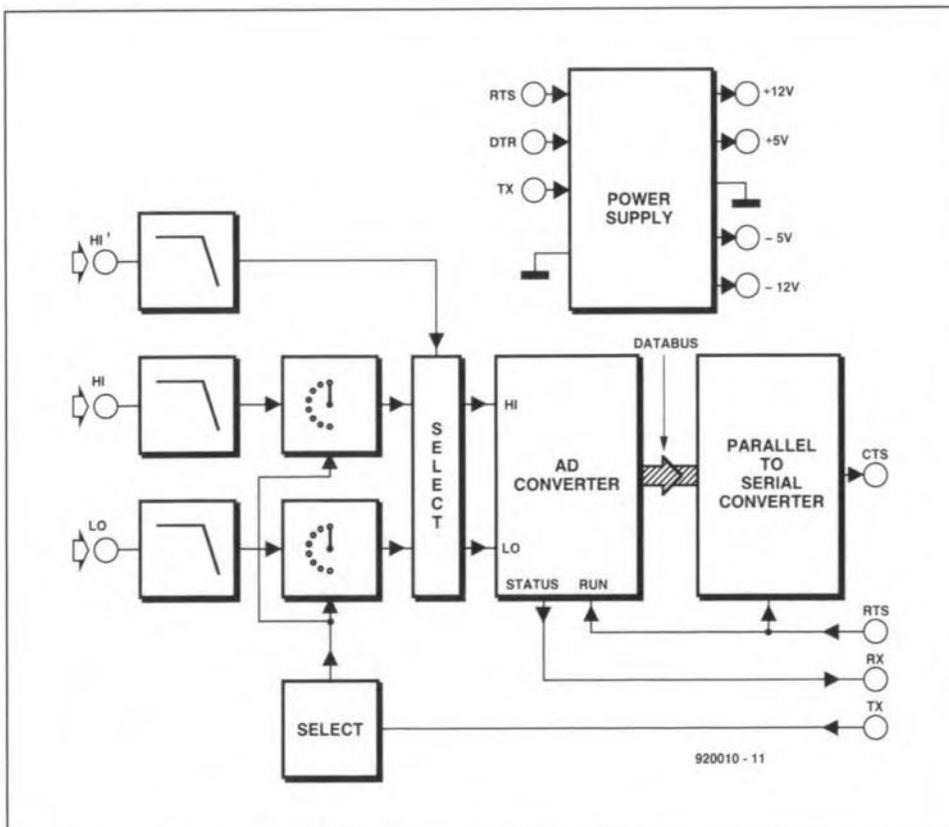 RTS
DTR
TX
POWER
SUPPLY
+12V
+5V
– 5V
– 12V
HI '
HI
LO
SELECT
DATABUS
HI
AD
CONVERTER
LO
STATUS RUN
PARALLEL
TO
SERIAL
CONVERTER
CTS
RTS
RX
TX
SELECT
920010 - 11